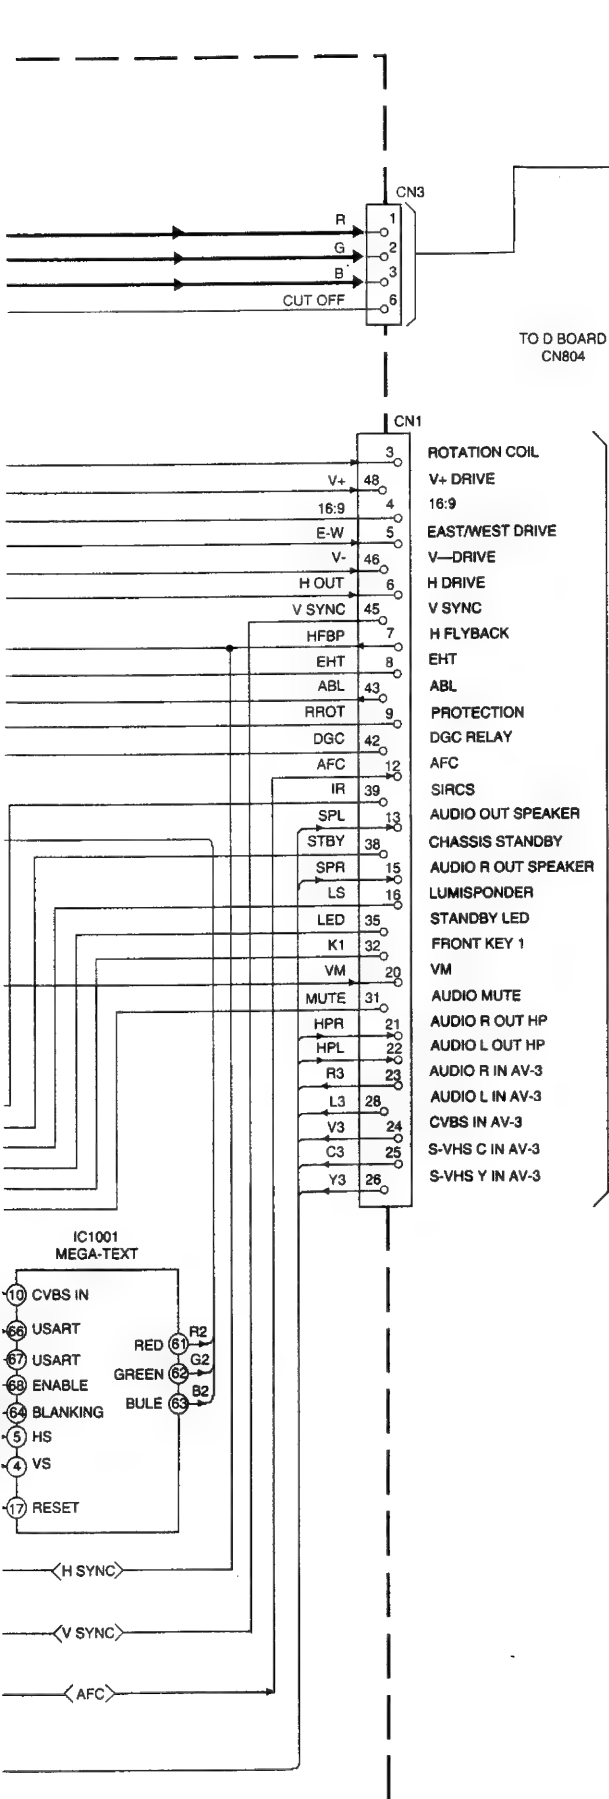 CN3
R 1
G 2
B 3
CUT OFF 6
TO D BOARD
CN804
CN1
3 ROTATION COIL
V+ 48 V+ DRIVE
16:9 4 16:9
E-W 5 EAST/WEST DRIVE
V- 46 V—DRIVE
H OUT 6 H DRIVE
V SYNC 45 V SYNC
HFBP 7 H FLYBACK
EHT 8 EHT
ABL 43 ABL
RROT 9 PROTECTION
DGC 42 DGC RELAY
AFC 12 AFC
IR 39 SIRCS
SPL 13 AUDIO OUT SPEAKER
STBY 38 CHASSIS STANDBY
SPR 15 AUDIO R OUT SPEAKER
LS 16 LUMISPONDER
LED 35 STANDBY LED
K1 32 FRONT KEY 1
VM 20 VM
MUTE 31 AUDIO MUTE
HPR 21 AUDIO R OUT HP
HPL 22 AUDIO L OUT HP
R3 23 AUDIO R IN AV-3
L3 28 AUDIO L IN AV-3
V3 24 CVBS IN AV-3
C3 25 S-VHS C IN AV-3
Y3 26 S-VHS Y IN AV-3
IC1001
MEGA-TEXT
10 CVBS IN
66 USART
RED 61 R2
67 USART
GREEN 62 G2
68 ENABLE
BULE 63 B2
64 BLANKING
5 HS
4 VS
17 RESET
H SYNC
V SYNC
AFC